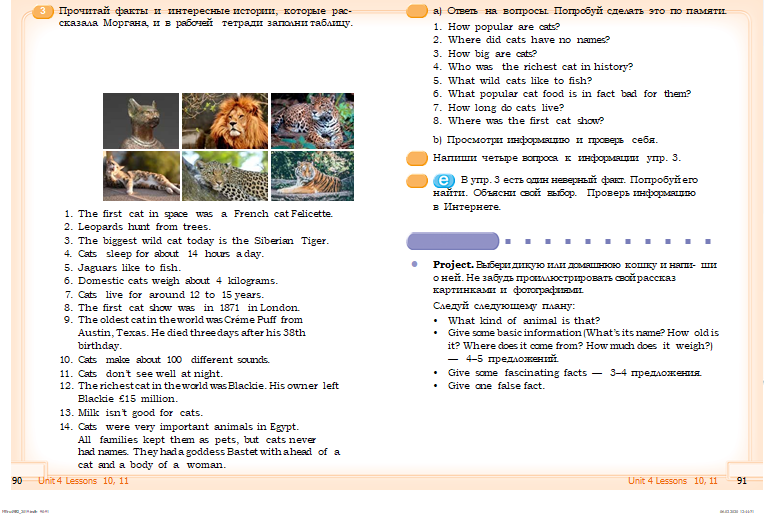 3 Прочитай факты и интересные истории, которые рас-
сказала Моргана, и в рабочей тетради заполни таблицу.
1. The first cat in space was a French cat Felicette.
2. Leopards hunt from trees.
3. The biggest wild cat today is the Siberian Tiger.
4. Cats sleep for about 14 hours a day.
5. Jaguars like to fish.
6. Domestic cats weigh about 4 kilograms.
7. Cats live for around 12 to 15 years.
8. The first cat show was in 1871 in London.
9. The oldest cat in the world was Créme Puff from
Austin, Texas. He died three days after his 38th
birthday.
10. Cats make about 100 different sounds.
11. Cats don't see well at night.
12. The richest cat in the world was Blackie. His owner left
Blackie £15 million.
13. Milk isn't good for cats.
14. Cats were very important animals in Egypt.
All families kept them as pets, but cats never
had names. They had a goddess Bastet with a head of a
cat and a body of a woman.
90 Unit 4 Lessons 10, 11
a) Ответь на вопросы. Попробуй сделать это по памяти.
1. How popular are cats?
2. Where did cats have no names?
3. How big are cats?
4. Who was the richest cat in history?
5. What wild cats like to fish?
6. What popular cat food is in fact bad for them?
7. How long do cats live?
8. Where was the first cat show?
b) Просмотри информацию и проверь себя.
Напиши четыре вопроса к информации упр. 3.
e В упр. 3 есть один неверный факт. Попробуй его
найти. Объясни свой выбор. Проверь информацию
в Интернете.
Project. Выбери дикую или домашнюю кошку и напи- ши
о ней. Не забудь проиллюстрировать свой рассказ
картинками и фотографиями.
Следуй следующему плану:
• What kind of animal is that?
• Give some basic information (What's its name? How old is
it? Where does it come from? How much does it weigh?)
— 4–5 предложений.
• Give some fascinating facts — 3–4 предложения.
• Give one false fact.
Unit 4 Lessons 10, 11 91